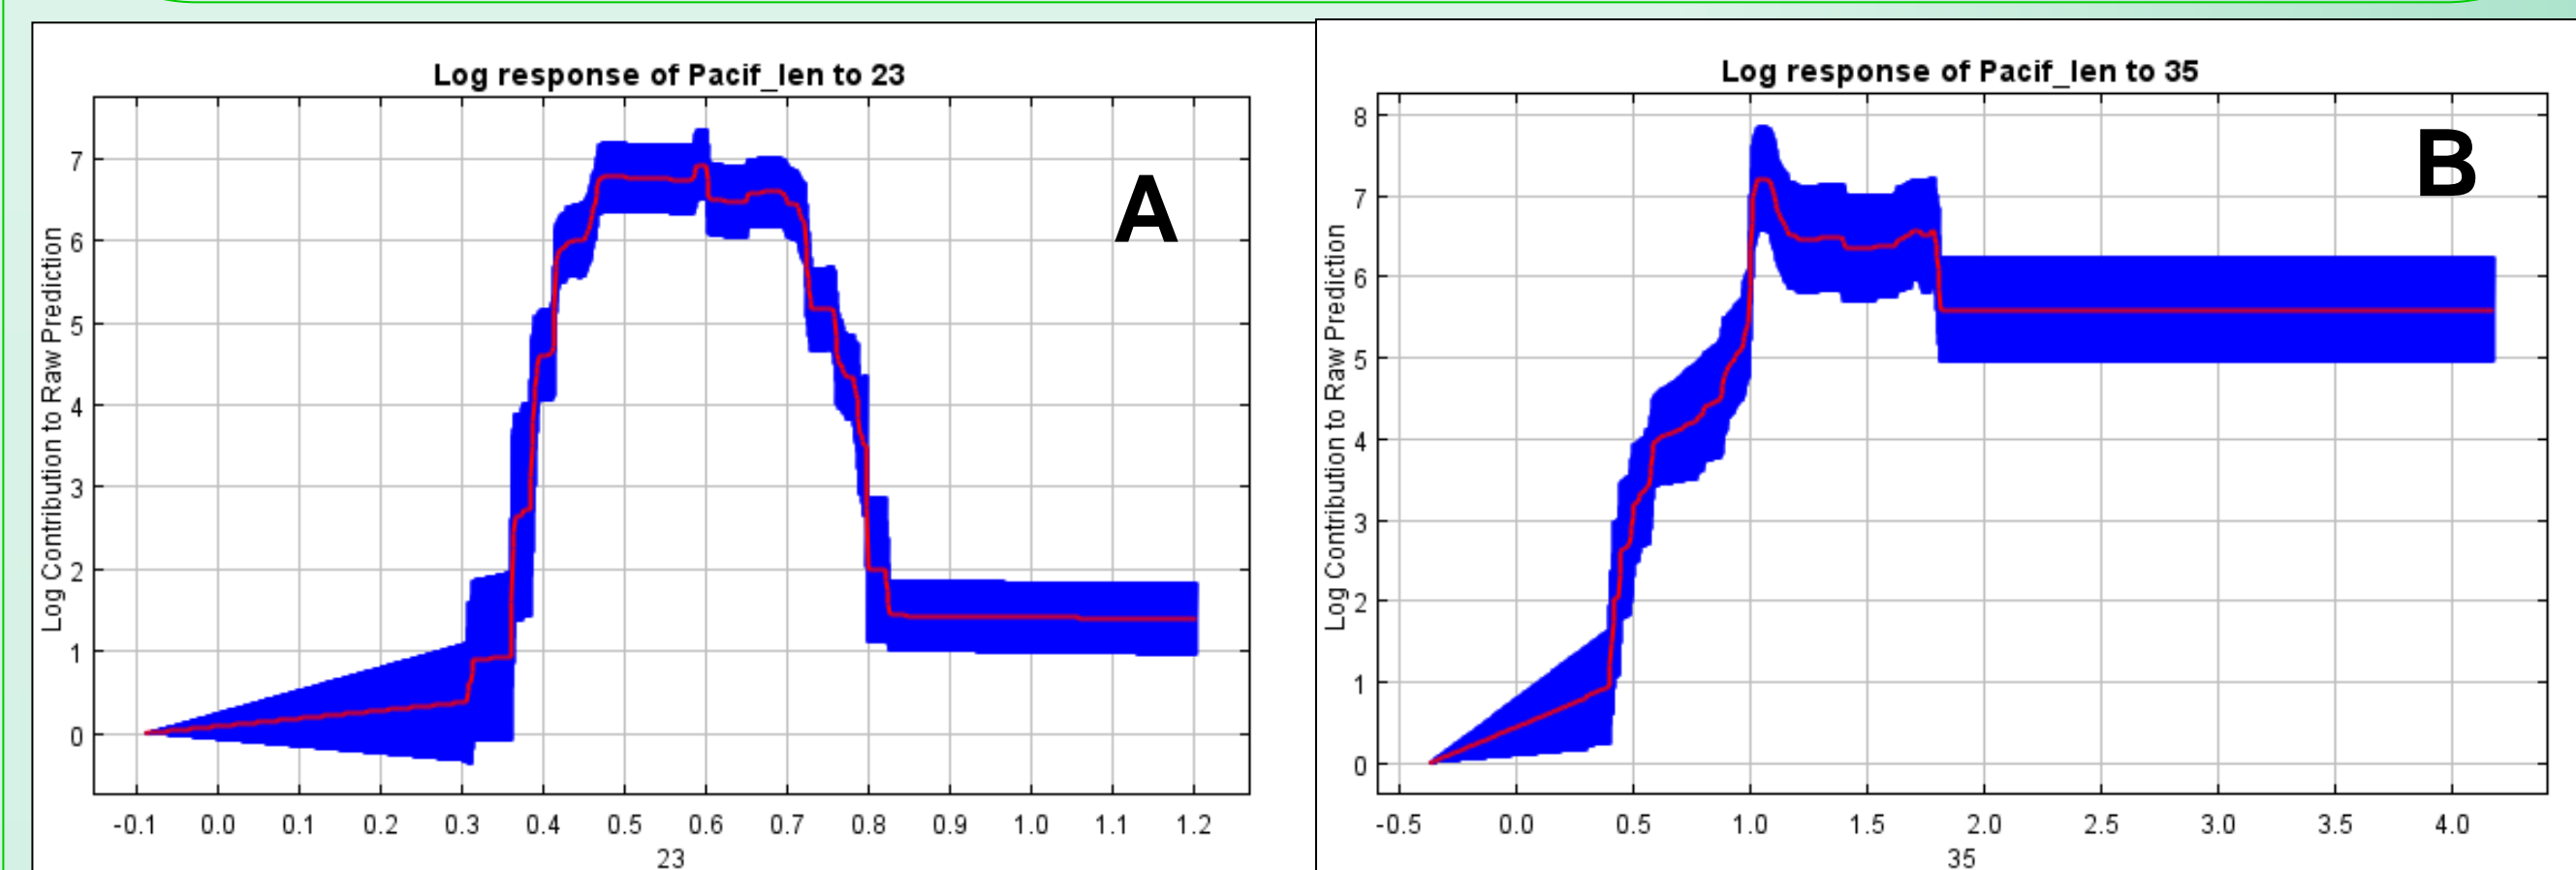 Log response of Pacif_len to 23
A
Log Contribution to Raw Prediction
7
6
5
4
3
2
1
0
-0.1 0.0 0.1 0.2 0.3 0.4 0.5 0.6 0.7 0.8 0.9 1.0 1.1 1.2
23
Log response of Pacif_len to 35
B
Log Contribution to Raw Prediction
8
7
6
5
4
3
2
1
0
-0.5 0.0 0.5 1.0 1.5 2.0 2.5 3.0 3.5 4.0
35